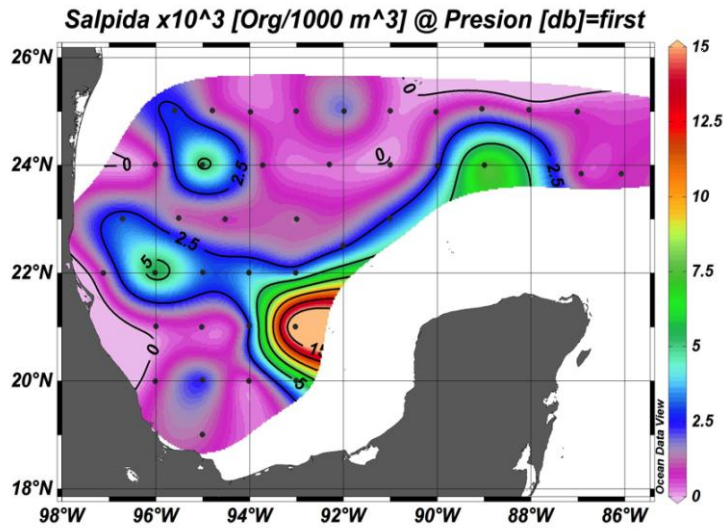 Salpida x10^3 [Org/1000 m^3] @ Presion [db]=first
26°N
24°N
22°N
20°N
18°N
98°W
96°W
94°W
92°W
90°W
88°W
86°W
0
0
0
0
2.5
2.5
2.5
5
5
15
12.5
10
7.5
5
2.5
0
Ocean Data View